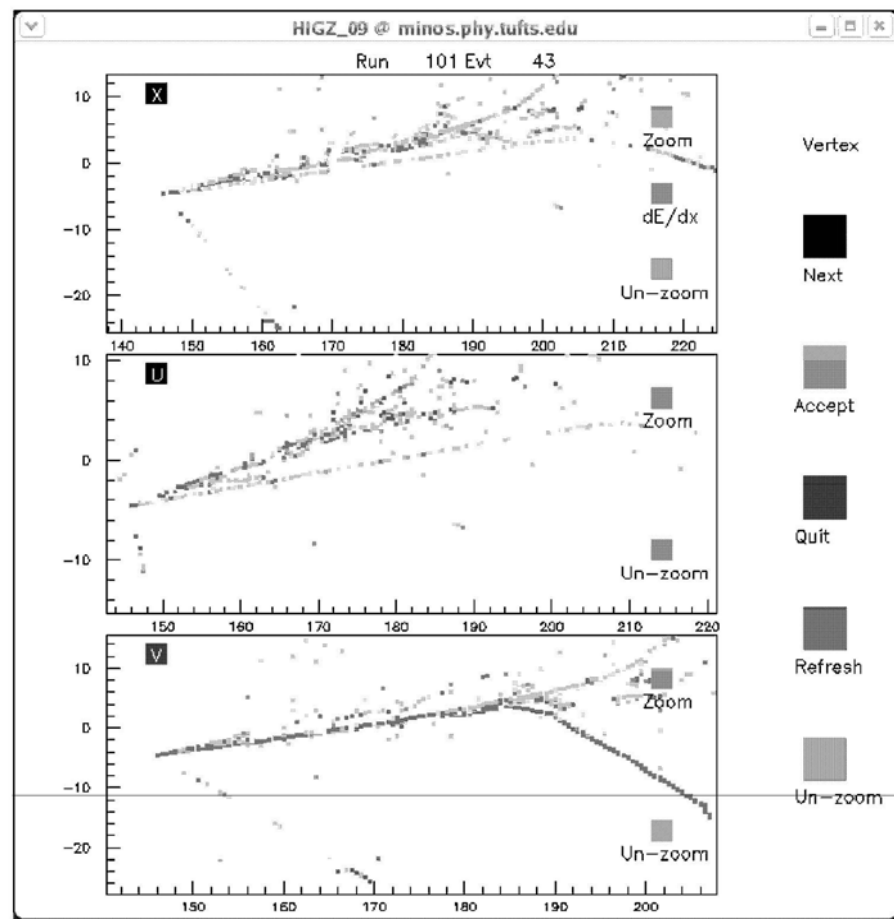 HIGZ_09 @ minos.phy.tufts.edu
Run 101 Evt 43
X
10
0
-10
-20
Zoom
dE/dx
Un-zoom
140 150 160 170 180 190 200 210 220
U
10
0
-10
Zoom
Un-zoom
150 160 170 180 190 200 210 220
V
10
0
-10
-20
Zoom
Un-zoom
150 160 170 180 190 200
Vertex
Next
Accept
Quit
Refresh
Un-zoom